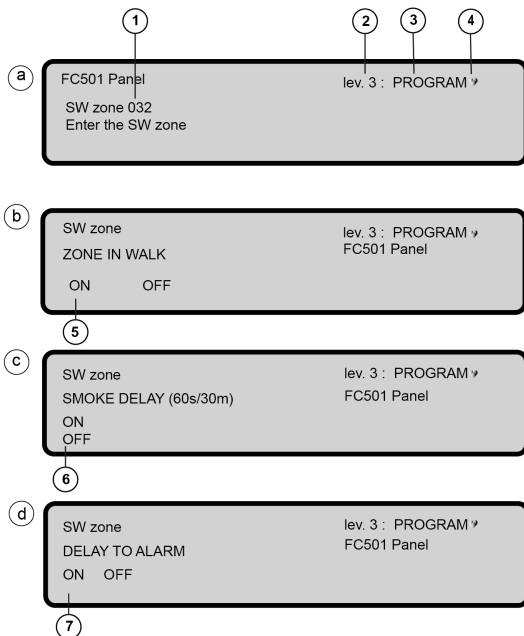 1 2 3 4
a
FC501 Panel lev. 3 : PROGRAM
SW zone 032
Enter the SW zone
b
SW zone lev. 3 : PROGRAM
ZONE IN WALK FC501 Panel
ON OFF
5
c
SW zone lev. 3 : PROGRAM
SMOKE DELAY (60s/30m) FC501 Panel
ON
OFF
6
d
SW zone lev. 3 : PROGRAM
DELAY TO ALARM FC501 Panel
ON OFF
7